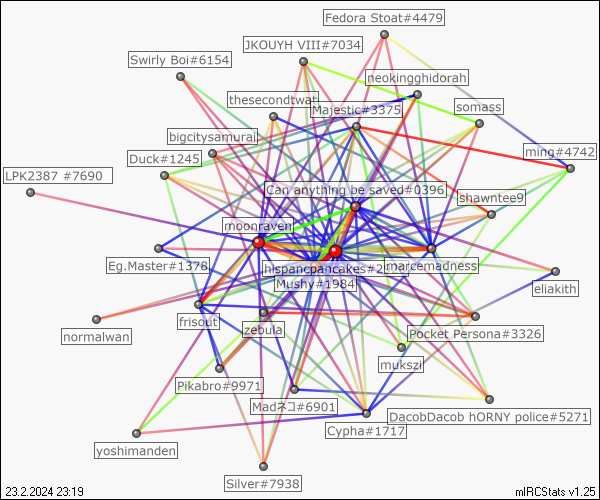 Fedora Stoat#4479
JKOUYH VIII#7034
Swirly Boi#6154
neokingghidorah
thesecondtwat
Majestic#3375
somass
bigcitysamurai
ming#4742
Duck#1245
LPK2387 #7690
Can anything be saved#0396
shawntee9
moonraven
Eg.Master#1378
hispancpancakes#2
marcemadness
Mushy#1984
eliakith
frisout
zebula
Pocket Persona#3326
normalwan
mukszi
Pikabro#9971
Madネコ#6901
DacobDacob hORNY police#5271
Cypha#1717
yoshimanden
Silver#7938
23.2.2024 23:19
mIRCStats v1.25